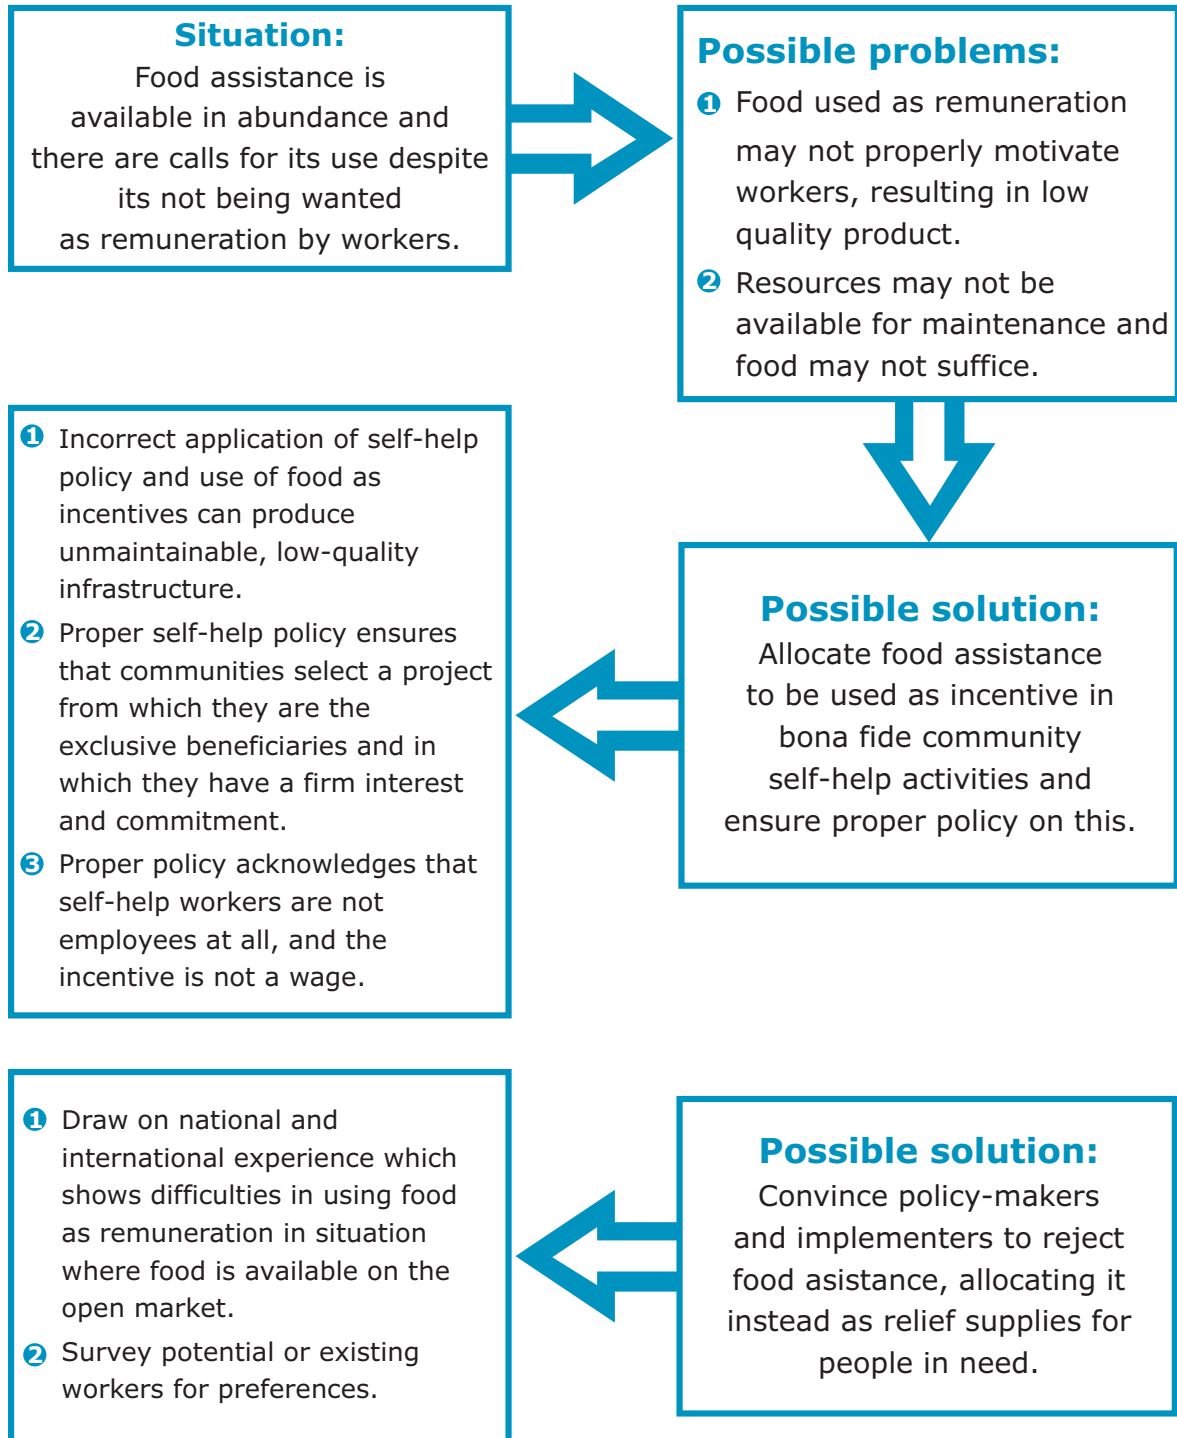 Situation:
Food assistance is
available in abundance and
there are calls for its use despite
its not being wanted
as remuneration by workers.
Possible problems:
1 Food used as remuneration
may not properly motivate
workers, resulting in low
quality product.
2 Resources may not be
available for maintenance and
food may not suffice.
Possible solution:
Allocate food assistance
to be used as incentive in
bona fide community
self-help activities and
ensure proper policy on this.
1 Incorrect application of self-help
policy and use of food as
incentives can produce
unmaintainable, low-quality
infrastructure.
2 Proper self-help policy ensures
that communities select a project
from which they are the
exclusive beneficiaries and in
which they have a firm interest
and commitment.
3 Proper policy acknowledges that
self-help workers are not
employees at all, and the
incentive is not a wage.
Possible solution:
Convince policy-makers
and implementers to reject
food asistance, allocating it
instead as relief supplies for
people in need.
1 Draw on national and
international experience which
shows difficulties in using food
as remuneration in situation
where food is available on the
open market.
2 Survey potential or existing
workers for preferences.